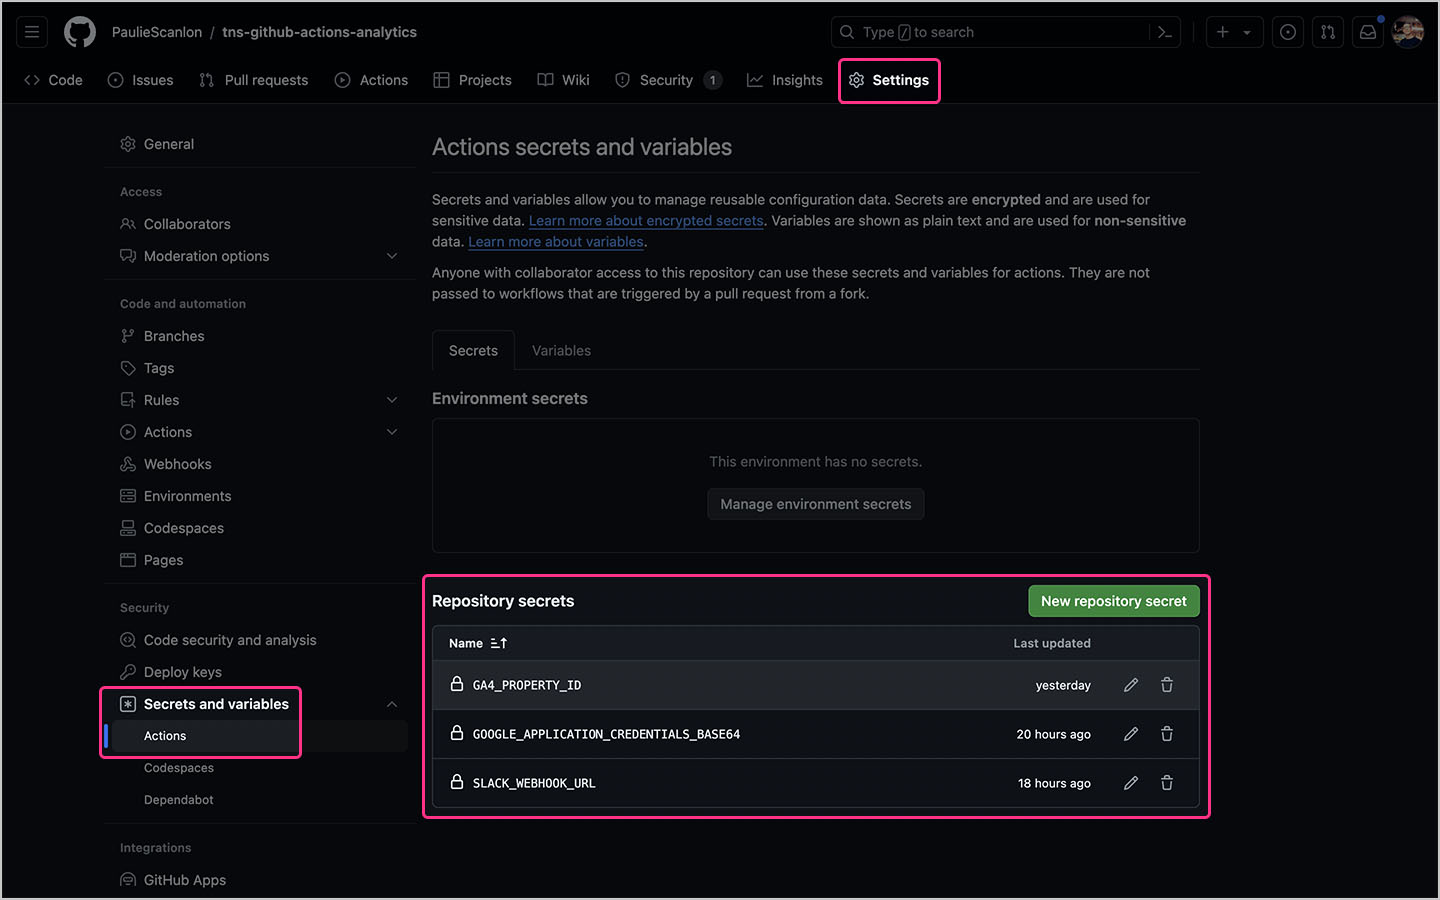 PaulieScanlon / tns-github-actions-analytics
Type / to search
Code
Issues
Pull requests
Actions
Projects
Wiki
Security 1
Insights
Settings
General
Access
Collaborators
Moderation options
Code and automation
Branches
Tags
Rules
Actions
Webhooks
Environments
Codespaces
Pages
Security
Code security and analysis
Deploy keys
Secrets and variables
Actions
Codespaces
Dependabot
Integrations
GitHub Apps
Actions secrets and variables
Secrets and variables allow you to manage reusable configuration data. Secrets are encrypted and are used for
sensitive data. Learn more about encrypted secrets. Variables are shown as plain text and are used for non-sensitive
data. Learn more about variables.
Anyone with collaborator access to this repository can use these secrets and variables for actions. They are not
passed to workflows that are triggered by a pull request from a fork.
Secrets
Variables
Environment secrets
This environment has no secrets.
Manage environment secrets
Repository secrets
New repository secret
Name
Last updated
GA4_PROPERTY_ID
yesterday
GOOGLE_APPLICATION_CREDENTIALS_BASE64
20 hours ago
SLACK_WEBHOOK_URL
18 hours ago